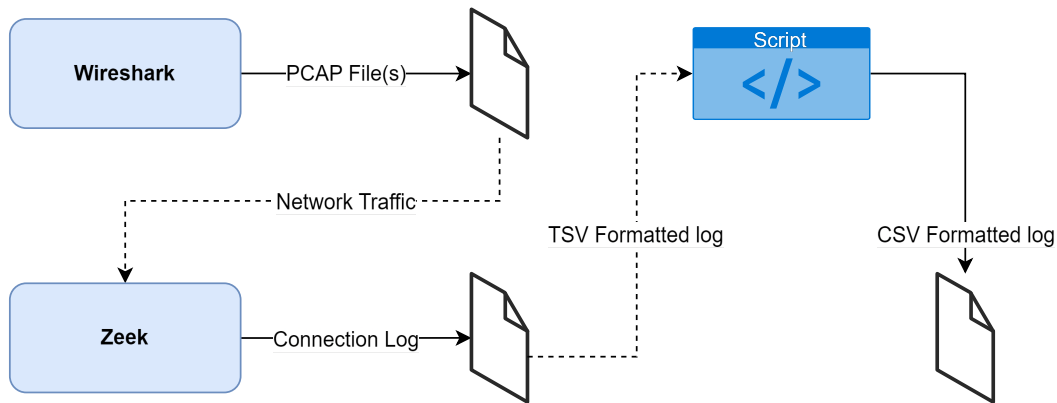 Script
Wireshark
PCAP File(s)
Network Traffic
TSV Formatted log
CSV Formatted log
Zeek
Connection Log
</>